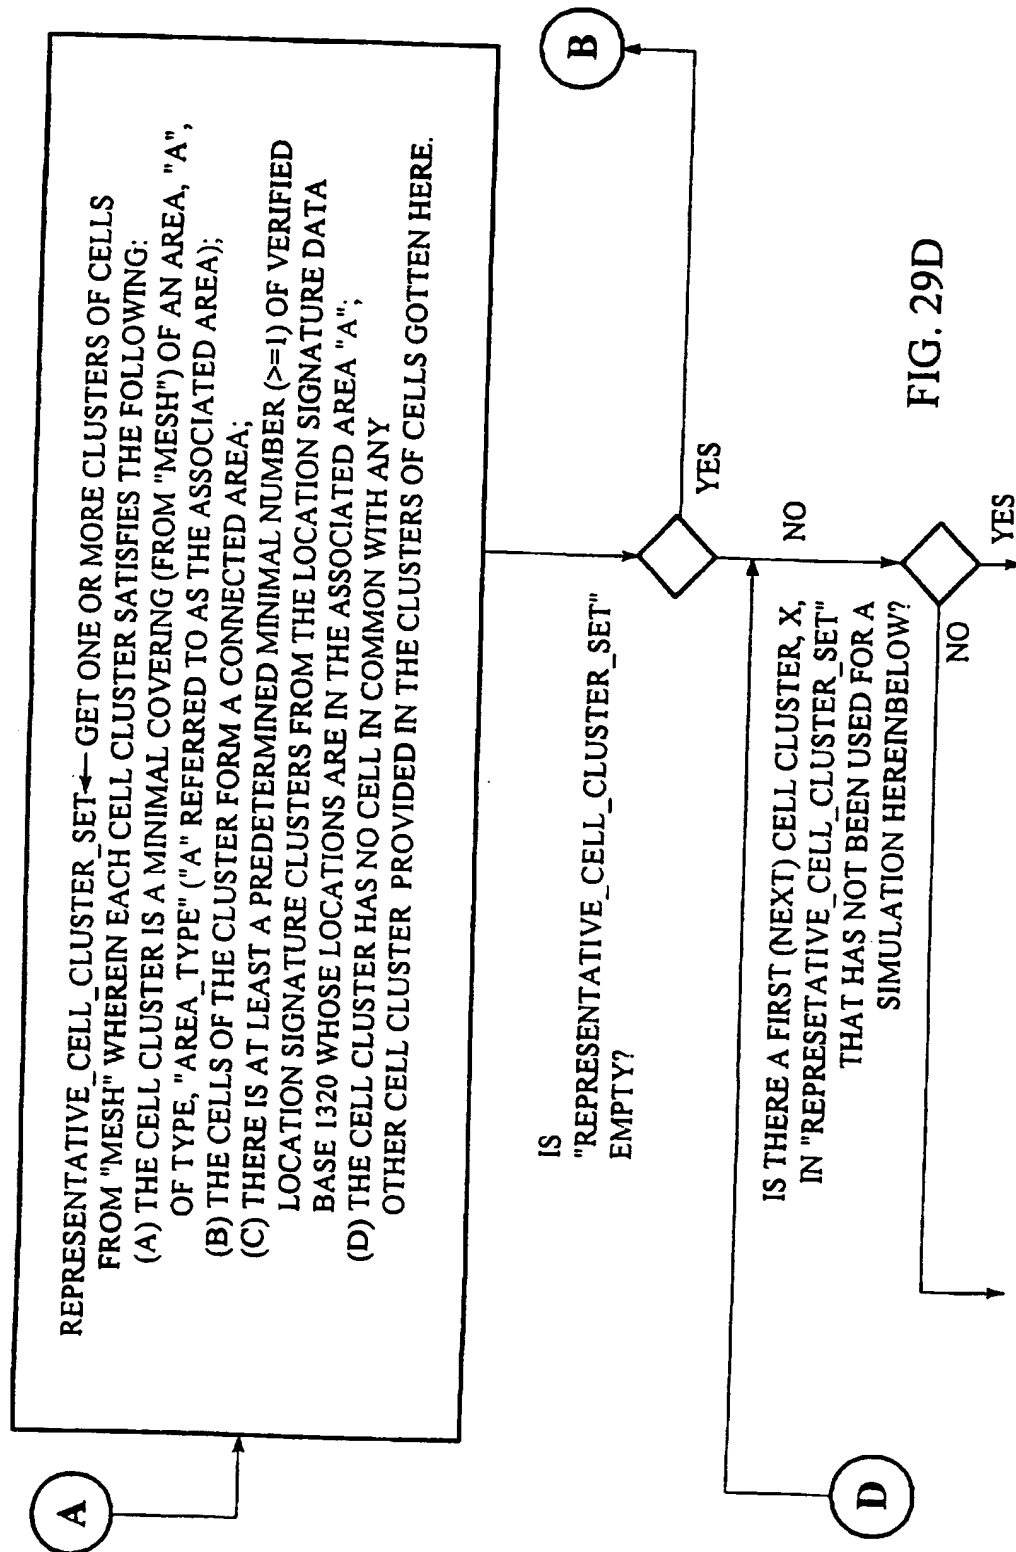 A
REPRESENTATIVE_CELL_CLUSTER_SET ← GET ONE OR MORE CLUSTERS OF CELLS
FROM "MESH" WHEREIN EACH CELL CLUSTER SATISFIES THE FOLLOWING:
(A) THE CELL CLUSTER IS A MINIMAL COVERING (FROM "MESH") OF AN AREA, "A",
OF TYPE, "AREA_TYPE" ("A" REFERRED TO AS THE ASSOCIATED AREA);
(B) THE CELLS OF THE CLUSTER FORM A CONNECTED AREA;
(C) THERE IS AT LEAST A PREDETERMINED MINIMAL NUMBER (>=1) OF VERIFIED
LOCATION SIGNATURE CLUSTERS FROM THE LOCATION SIGNATURE DATA
BASE 1320 WHOSE LOCATIONS ARE IN THE ASSOCIATED AREA "A";
(D) THE CELL CLUSTER HAS NO CELL IN COMMON WITH ANY
OTHER CELL CLUSTER PROVIDED IN THE CLUSTERS OF CELLS GOTTEN HERE.
B
IS
"REPRESENTATIVE_CELL_CLUSTER_SET"
EMPTY?
YES
NO
D
IS THERE A FIRST (NEXT) CELL CLUSTER, X,
IN "REPRESETATIVE_CELL_CLUSTER_SET"
THAT HAS NOT BEEN USED FOR A
SIMULATION HEREINBELOW?
NO
YES
FIG. 29D